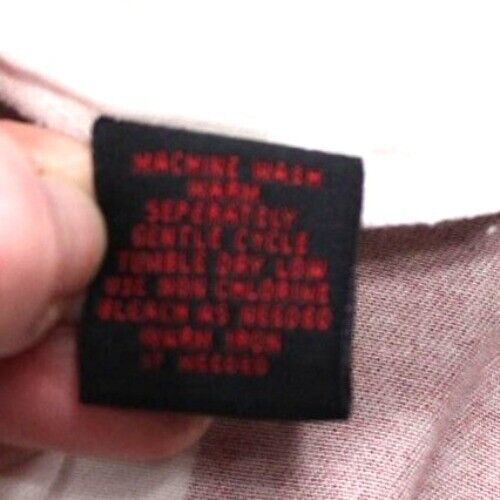 MACHINE WASH
WARM
SEPERATELY
GENTLE CYCLE
TUMBLE DRY LOW
USE NON CHLORINE
BLEACH AS NEEDED
WARM IRON
IF NEEDED